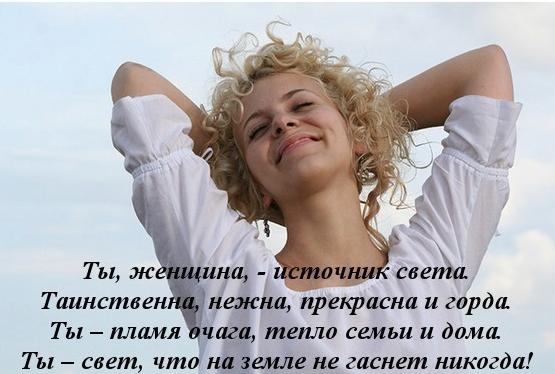 Ты, женщина, - источник света.
Таинственна, нежна, прекрасна и горда.
Ты – пламя очага, тепло семьи и дома.
Ты – свет, что на земле не гаснет никогда!